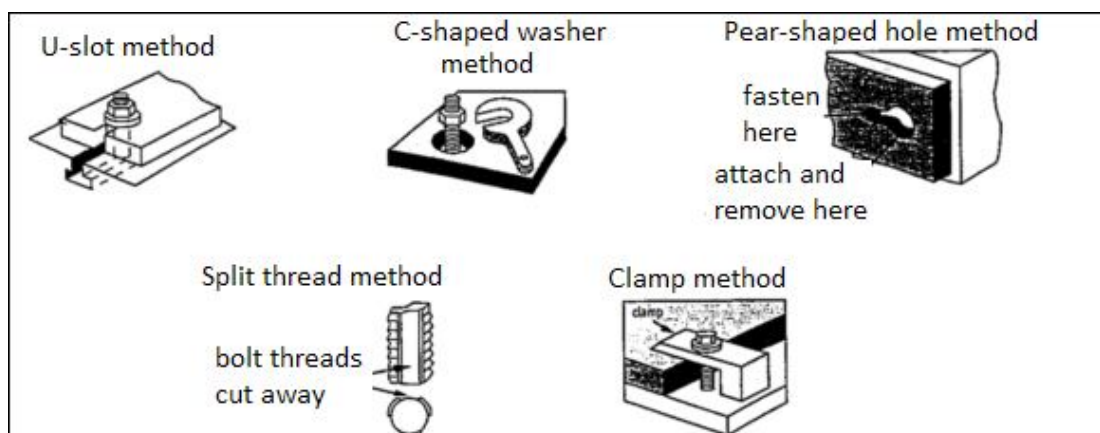 U-slot method
C-shaped washer
method
Pear-shaped hole method
fasten
here
attach and
remove here
Split thread method
bolt threads
cut away
Clamp method
clamp